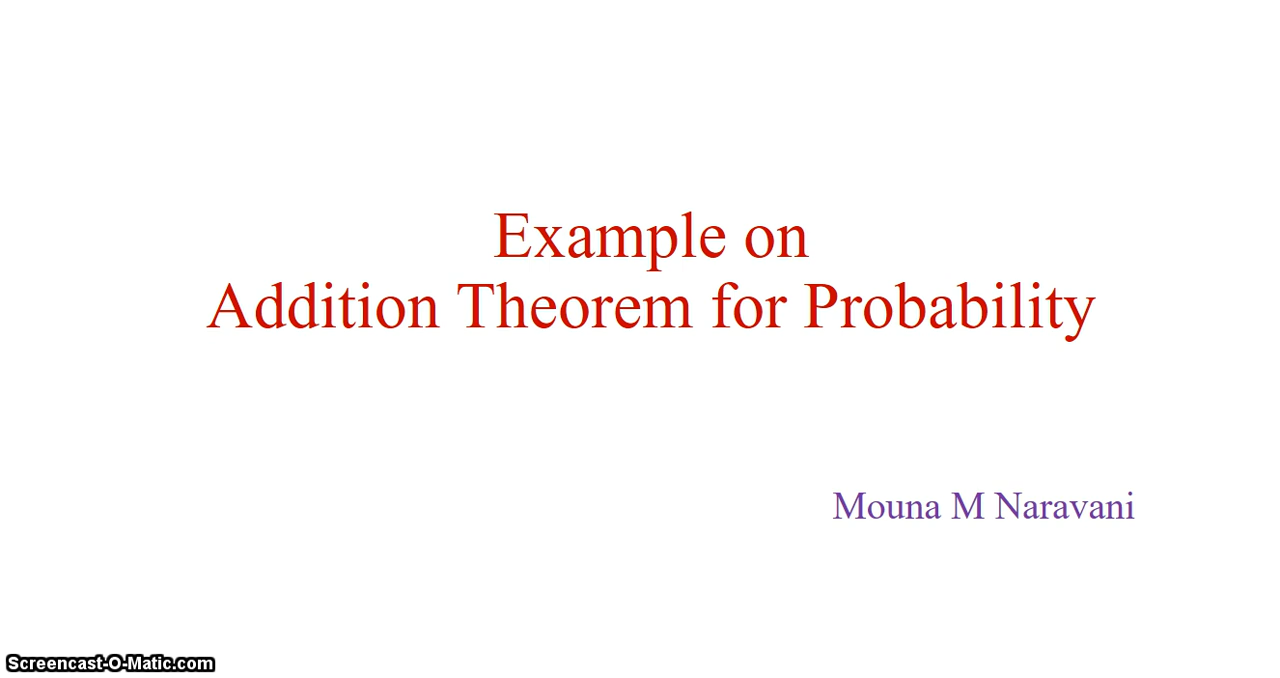 Example on
Addition Theorem for Probability
Mouna M Naravani
Screencast-O-Matic.com